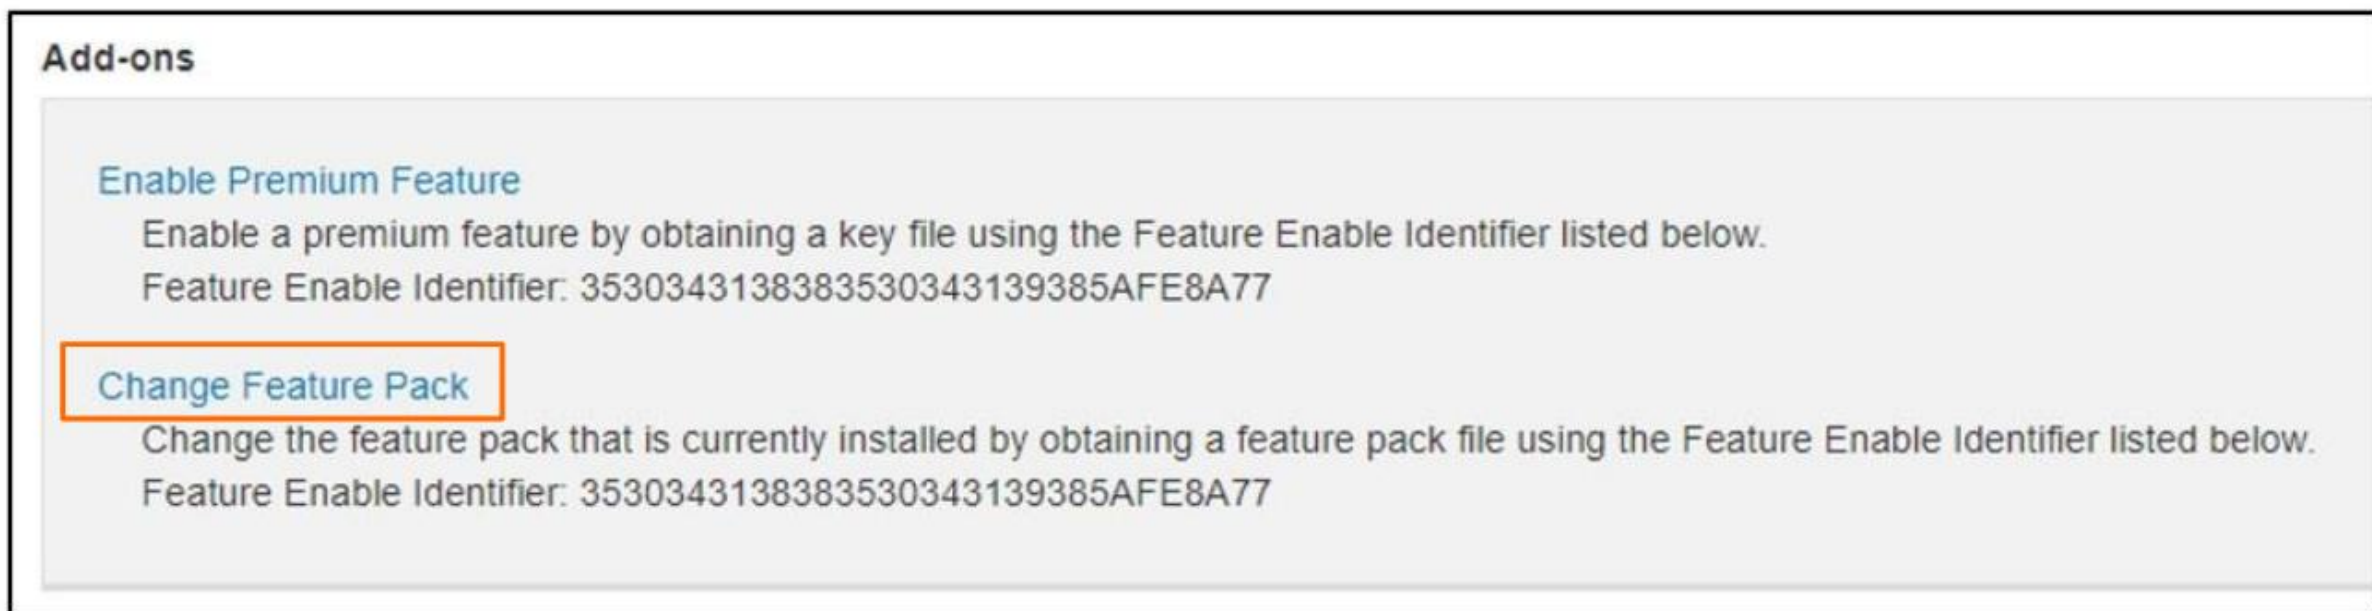 Add-ons
Enable Premium Feature
Enable a premium feature by obtaining a key file using the Feature Enable Identifier listed below.
Feature Enable Identifier: 3530343138383530343139385AFE8A77
Change Feature Pack
Change the feature pack that is currently installed by obtaining a feature pack file using the Feature Enable Identifier listed below.
Feature Enable Identifier: 3530343138383530343139385AFE8A77